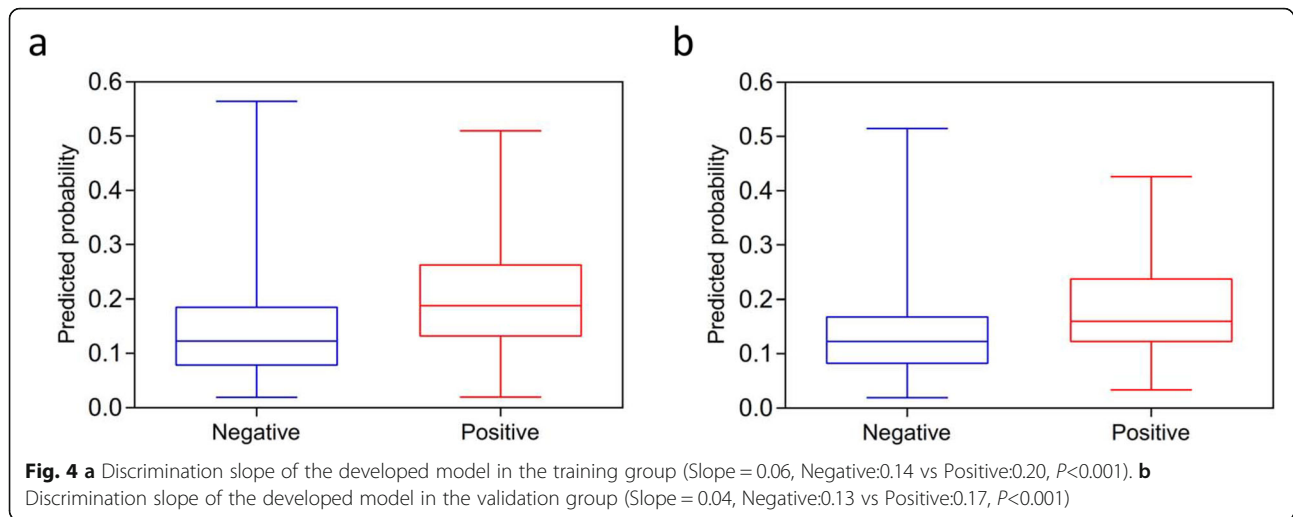 a
b
0.6
0.5
0.4
0.3
0.2
0.1
0.0
Predicted probability
Negative
Positive
0.6
0.5
0.4
0.3
0.2
0.1
0.0
Predicted probability
Negative
Positive
Fig. 4 a Discrimination slope of the developed model in the training group (Slope = 0.06, Negative:0.14 vs Positive:0.20, P<0.001). b
Discrimination slope of the developed model in the validation group (Slope = 0.04, Negative:0.13 vs Positive:0.17, P<0.001)